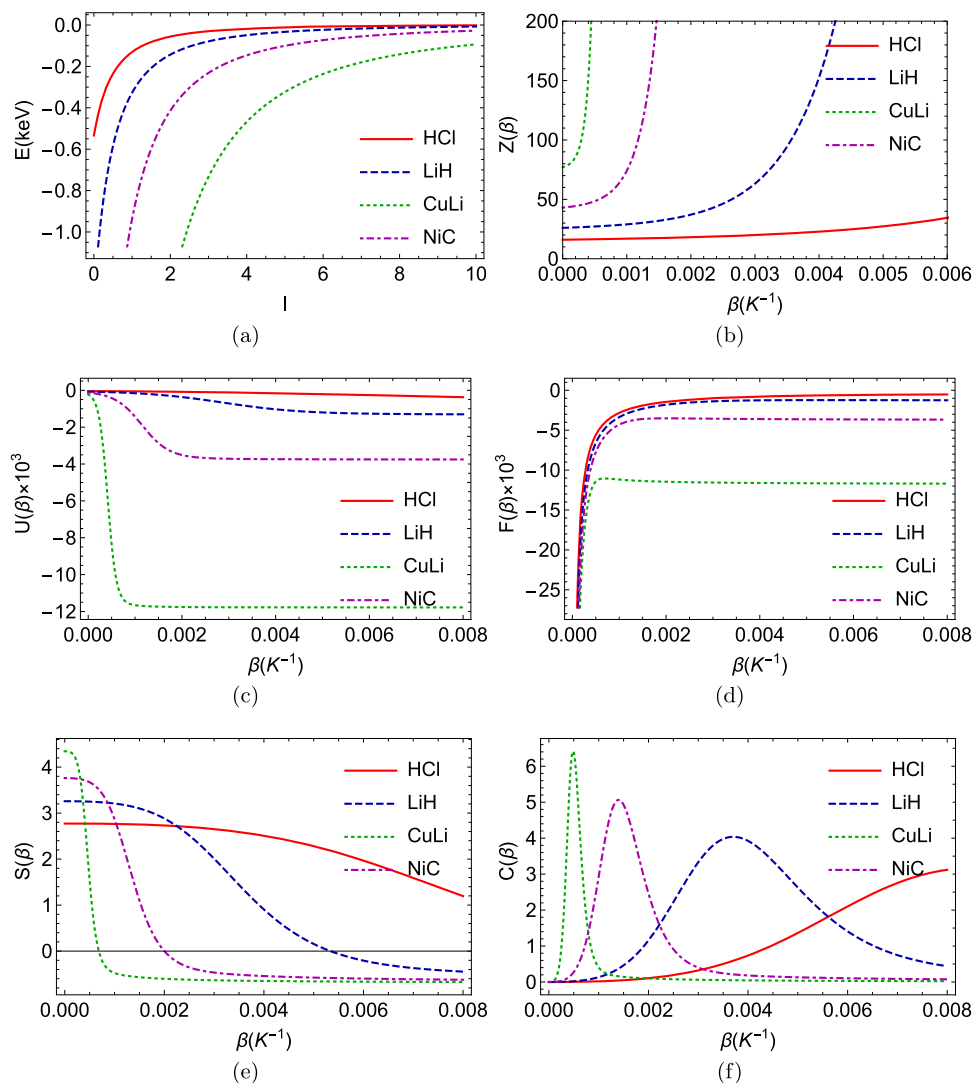 0.0
−0.2
−0.4
−0.6
−0.8
−1.0
E(keV)
HCl
LiH
CuLi
NiC
0 2 4 6 8 10
l
(a)
200
150
100
50
0
Z(β)
HCl
LiH
CuLi
NiC
0.000 0.001 0.002 0.003 0.004 0.005 0.006
β(K⁻¹)
(b)
0
−2
−4
−6
−8
−10
−12
U(β)×10³
HCl
LiH
CuLi
NiC
0.000 0.002 0.004 0.006 0.008
β(K⁻¹)
(c)
0
−5
−10
−15
−20
−25
F(β)×10³
HCl
LiH
CuLi
NiC
0.000 0.002 0.004 0.006 0.008
β(K⁻¹)
(d)
4
3
2
1
0
S(β)
HCl
LiH
CuLi
NiC
0.000 0.002 0.004 0.006 0.008
β(K⁻¹)
(e)
6
5
4
3
2
1
0
C(β)
HCl
LiH
CuLi
NiC
0.000 0.002 0.004 0.006 0.008
β(K⁻¹)
(f)